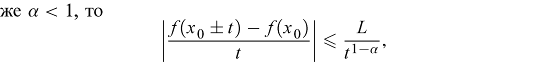 же α < 1, то
| f(x₀ ± t) − f(x₀) / t | ⩽ L / t^{1−α},